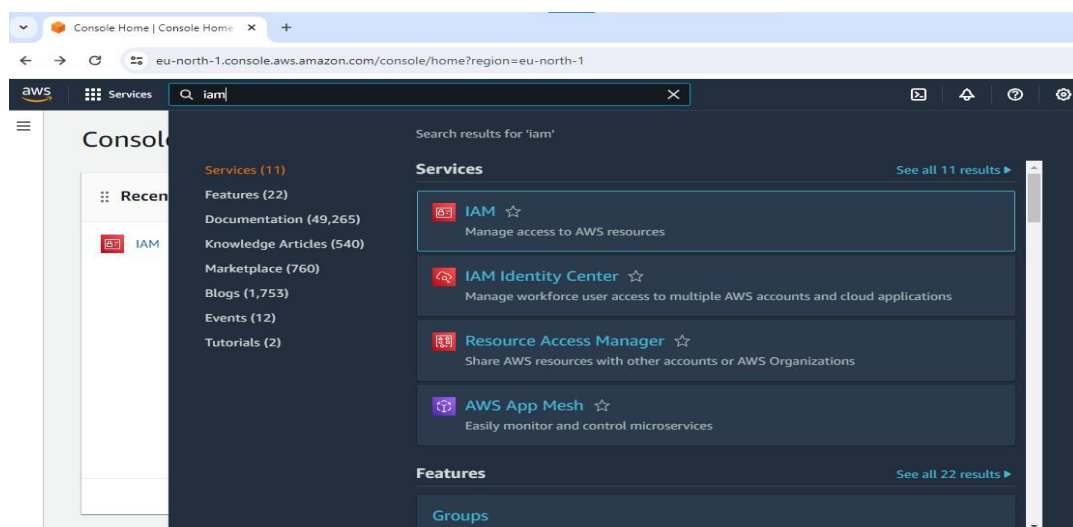 Console Home | Console Home
eu-north-1.console.aws.amazon.com/console/home?region=eu-north-1
aws
Services
iam
Consol
Recen
IAM
Search results for 'iam'
Services (11)
Features (22)
Documentation (49,265)
Knowledge Articles (540)
Marketplace (760)
Blogs (1,753)
Events (12)
Tutorials (2)
Services
See all 11 results
IAM
Manage access to AWS resources
IAM Identity Center
Manage workforce user access to multiple AWS accounts and cloud applications
Resource Access Manager
Share AWS resources with other accounts or AWS Organizations
AWS App Mesh
Easily monitor and control microservices
Features
See all 22 results
Groups